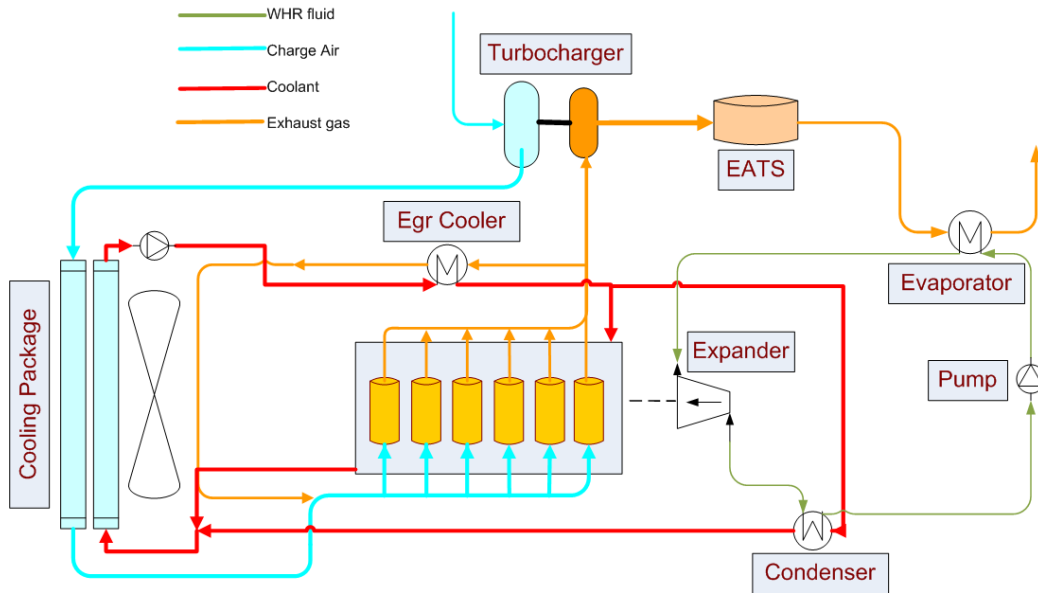 WHR fluid
Charge Air
Coolant
Exhaust gas
Turbocharger
EATS
Egr Cooler
Evaporator
Cooling Package
Expander
Pump
Condenser